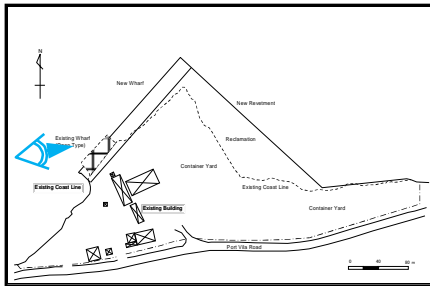 N
New Wharf
New Revetment
Existing Wharf
Type)
Reclamation
Container Yard
Existing Coast Line
Existing Coast Line
Container Yard
Existing Building
Port Vila Road
0 40 80 m